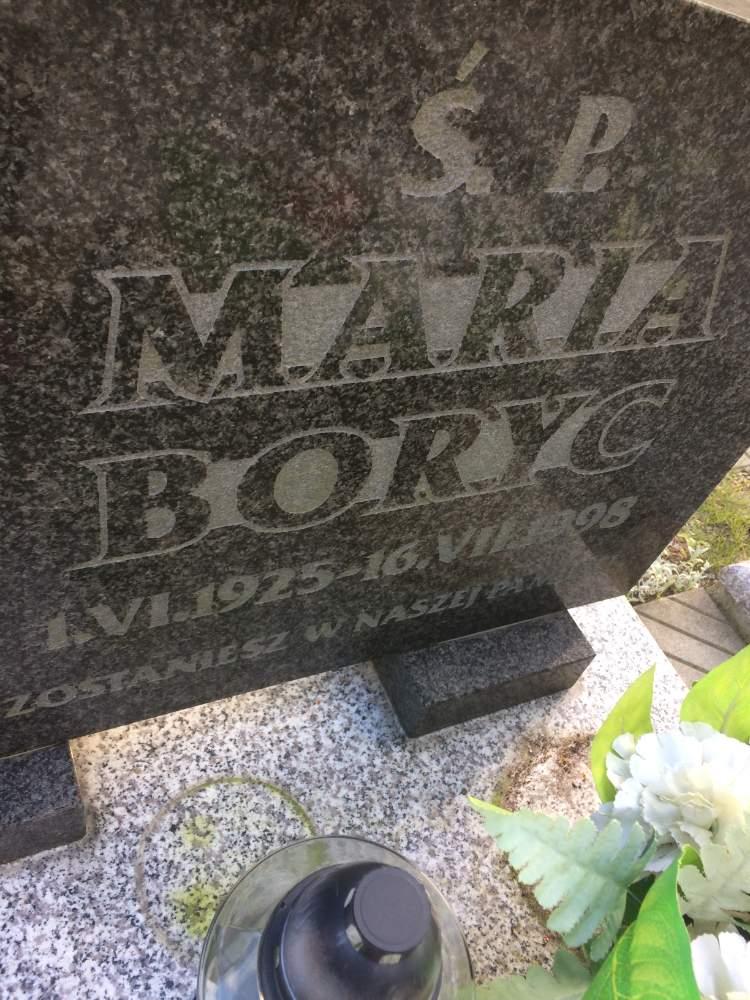 Ś. P.
MARIA
BORYC
1.VI.1925-16.VII.1998
ZOSTANIESZ W NASZEJ